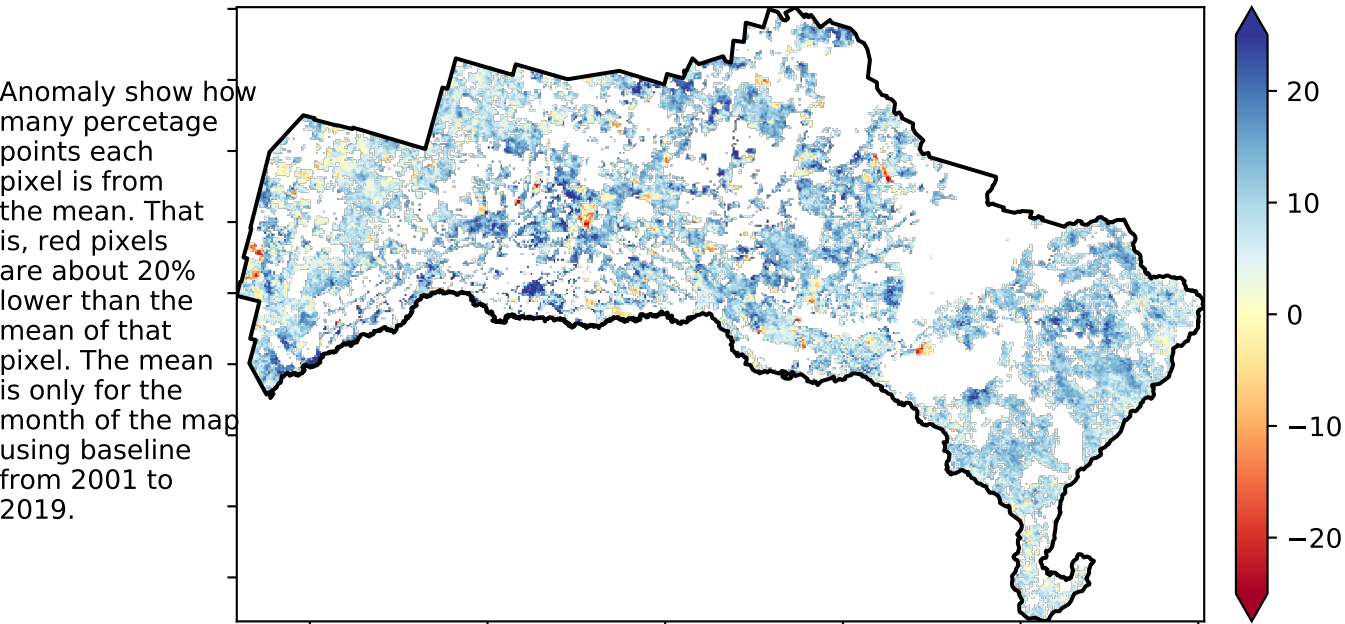 Anomaly show how
many percetage
points each
pixel is from
the mean. That
is, red pixels
are about 20%
lower than the
mean of that
pixel. The mean
is only for the
month of the map
using baseline
from 2001 to
2019.
20
10
0
−10
−20